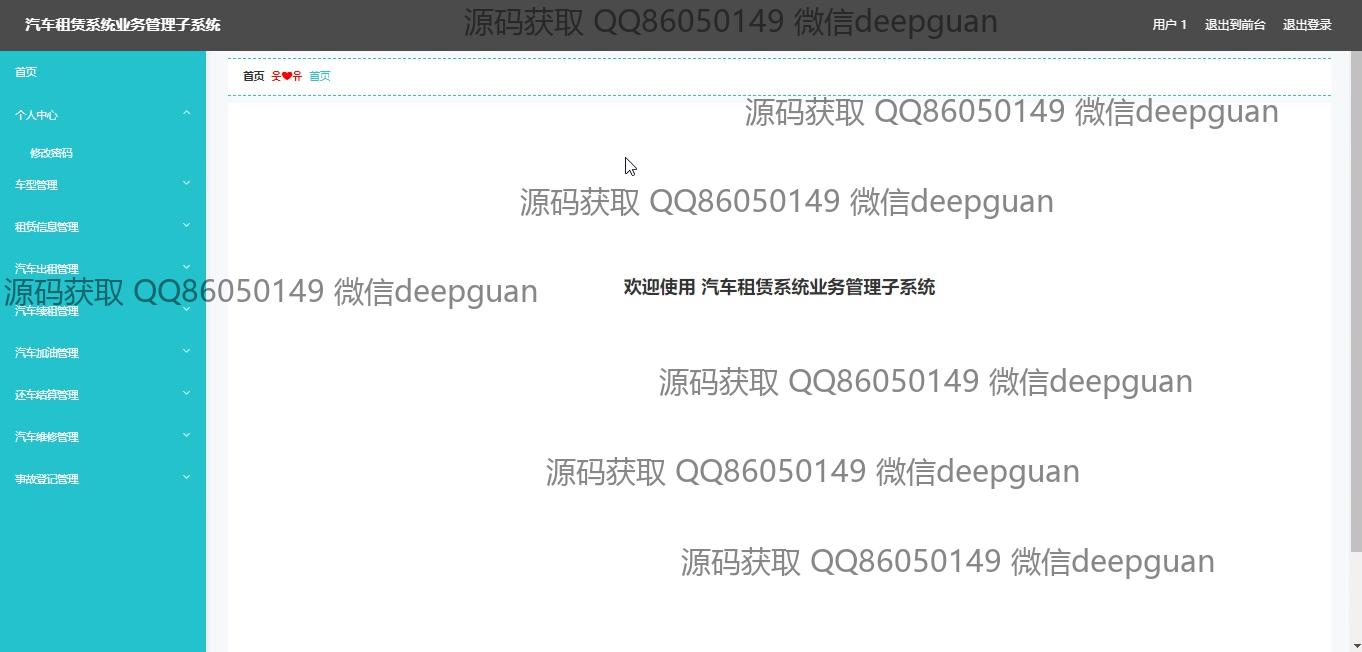 汽车租赁系统业务管理子系统
源码获取 QQ86050149 微信deepguan
用户 1 退出到前台 退出登录
首页
个人中心
修改密码
车型管理
租赁信息管理
汽车出租管理
源码获取 QQ86050149 微信deepguan
汽车续租管理
汽车加油管理
还车结算管理
汽车维修管理
事故登记管理
首页 웃❤유 首页
源码获取 QQ86050149 微信deepguan
源码获取 QQ86050149 微信deepguan
欢迎使用 汽车租赁系统业务管理子系统
源码获取 QQ86050149 微信deepguan
源码获取 QQ86050149 微信deepguan
源码获取 QQ86050149 微信deepguan